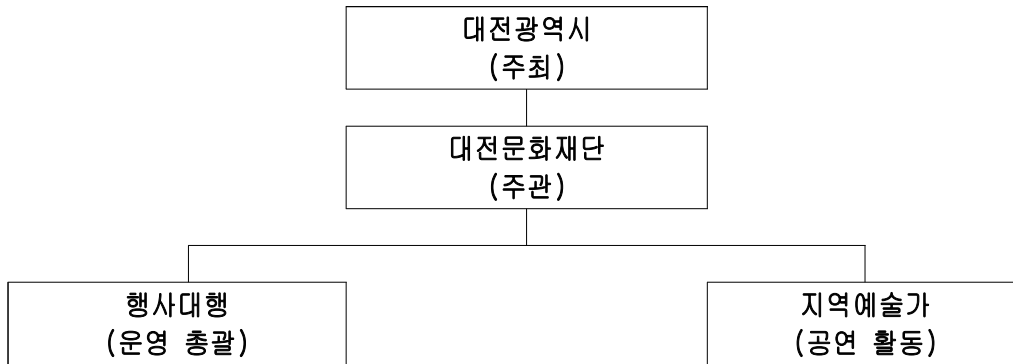 대전광역시
(주최)
대전문화재단
(주관)
행사대행
(운영 총괄)
지역예술가
(공연 활동)